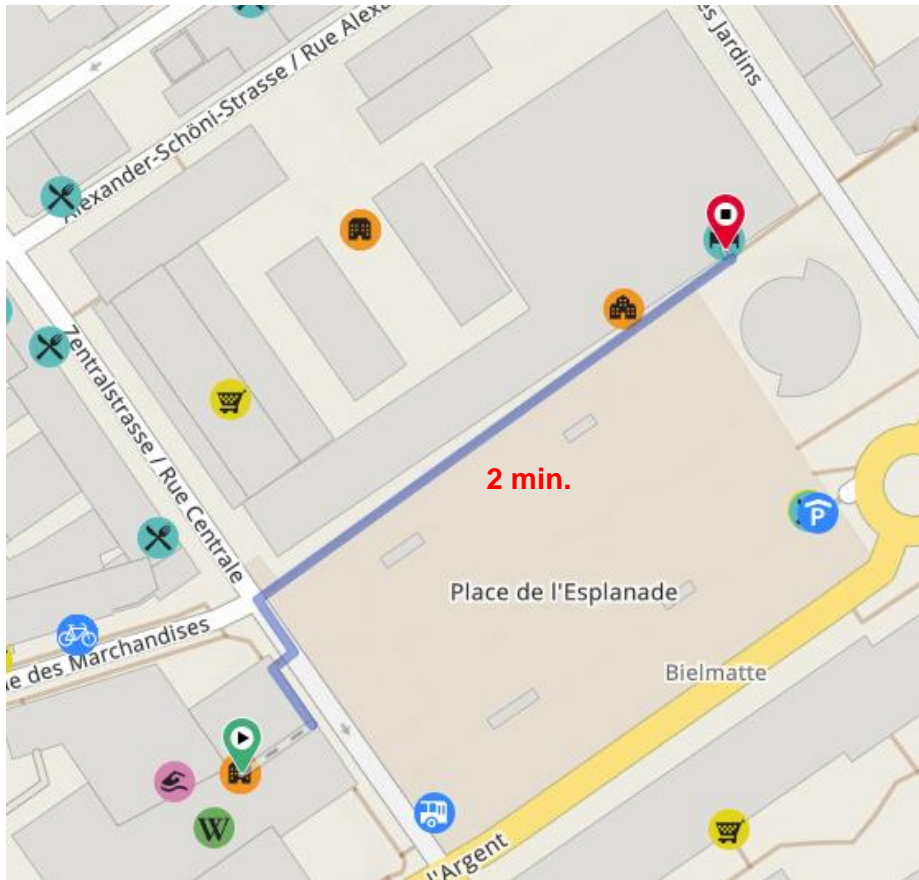 Alexander-Schöni-Strasse / Rue Alexa
es Jardins
Zentralstrasse / Rue Centrale
2 min.
Place de l'Esplanade
e des Marchandises
Bielmatte
P
W
l'Argent